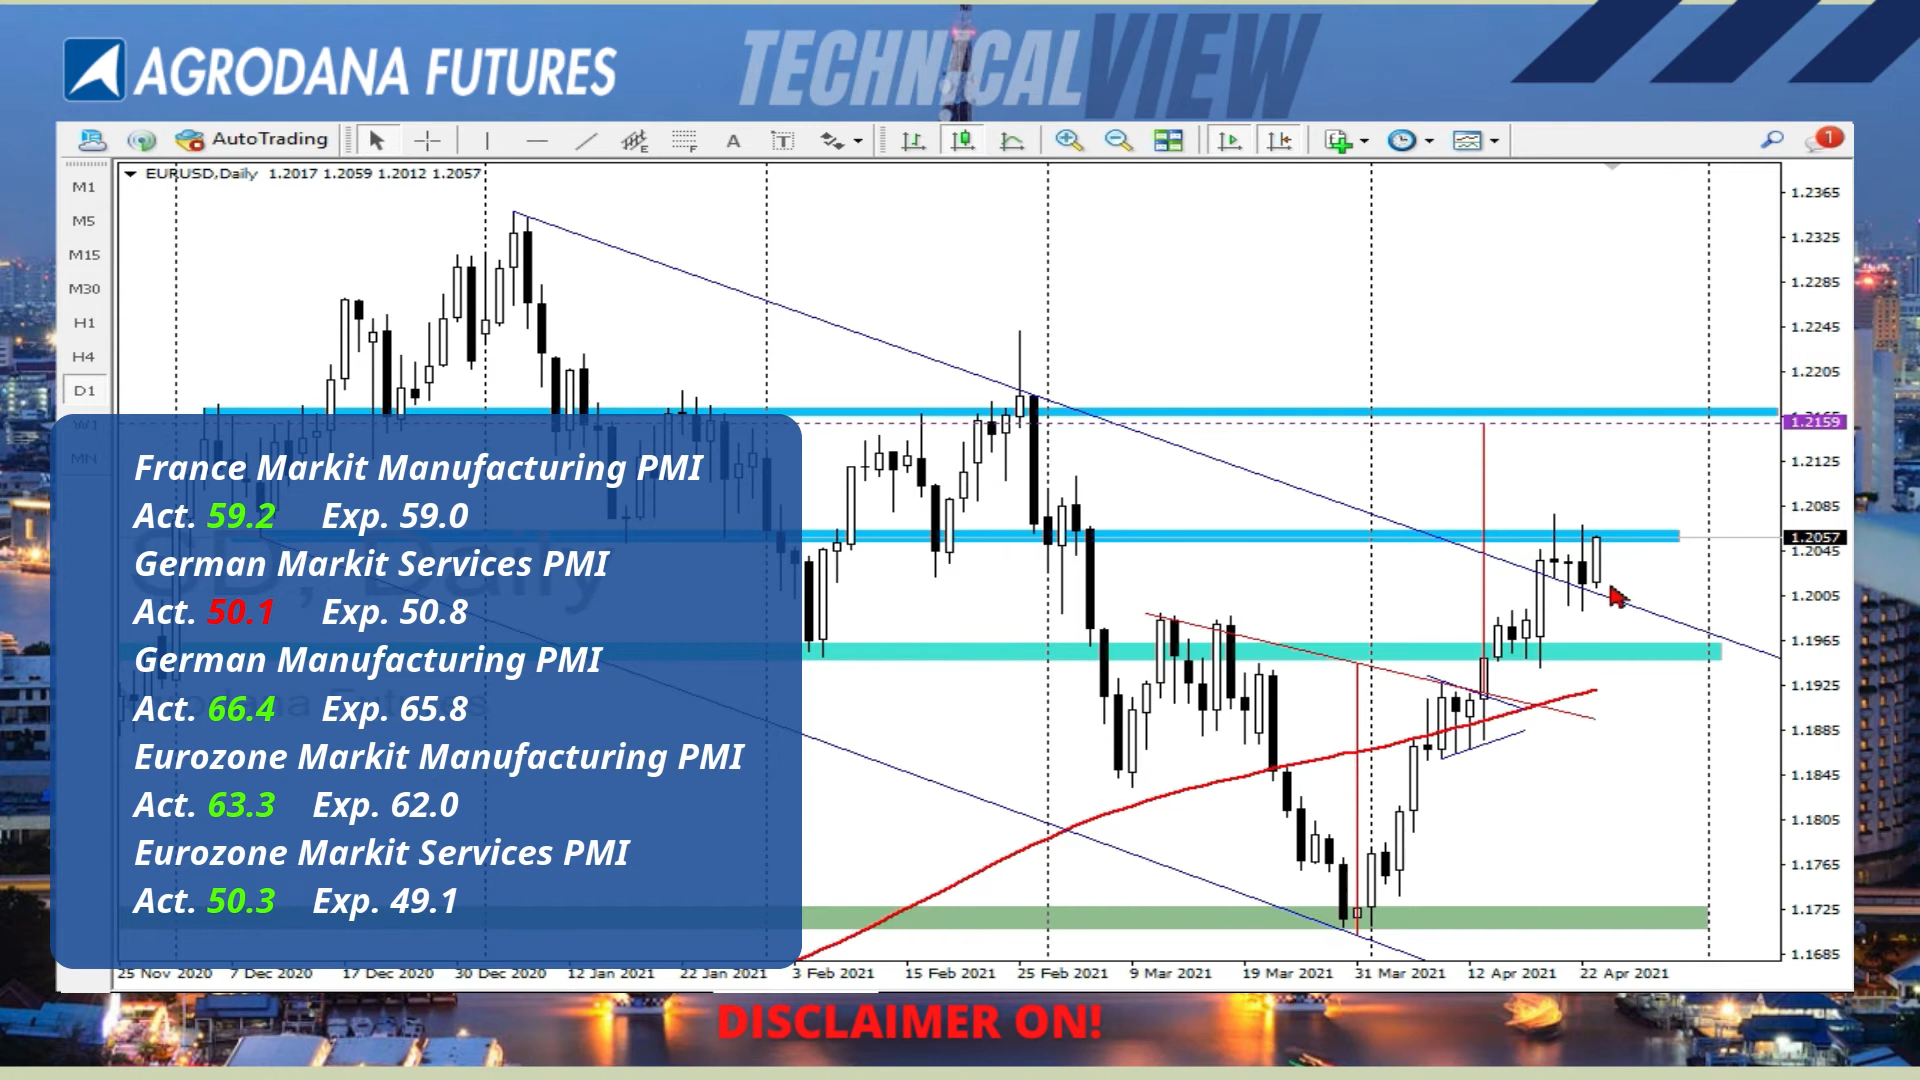 AGRODANA FUTURES
TECHNICAL VIEW
AutoTrading
E
F
A
T
1
EURUSD,Daily 1.2017 1.2059 1.2012 1.2057
M1
M5
M15
M30
H1
H4
D1
W1
MN
1.2365
1.2325
1.2285
1.2245
1.2205
1.2159
1.2125
1.2085
1.2057
1.2045
1.2005
1.1965
1.1925
1.1885
1.1845
1.1805
1.1765
1.1725
1.1685
France Markit Manufacturing PMI
Act. 59.2 Exp. 59.0
German Markit Services PMI
Act. 50.1 Exp. 50.8
German Manufacturing PMI
Act. 66.4 Exp. 65.8
Eurozone Markit Manufacturing PMI
Act. 63.3 Exp. 62.0
Eurozone Markit Services PMI
Act. 50.3 Exp. 49.1
25 Nov 2020 7 Dec 2020 17 Dec 2020 30 Dec 2020 12 Jan 2021 22 Jan 2021 3 Feb 2021 15 Feb 2021 25 Feb 2021 9 Mar 2021 19 Mar 2021 31 Mar 2021 12 Apr 2021 22 Apr 2021
DISCLAIMER ON!